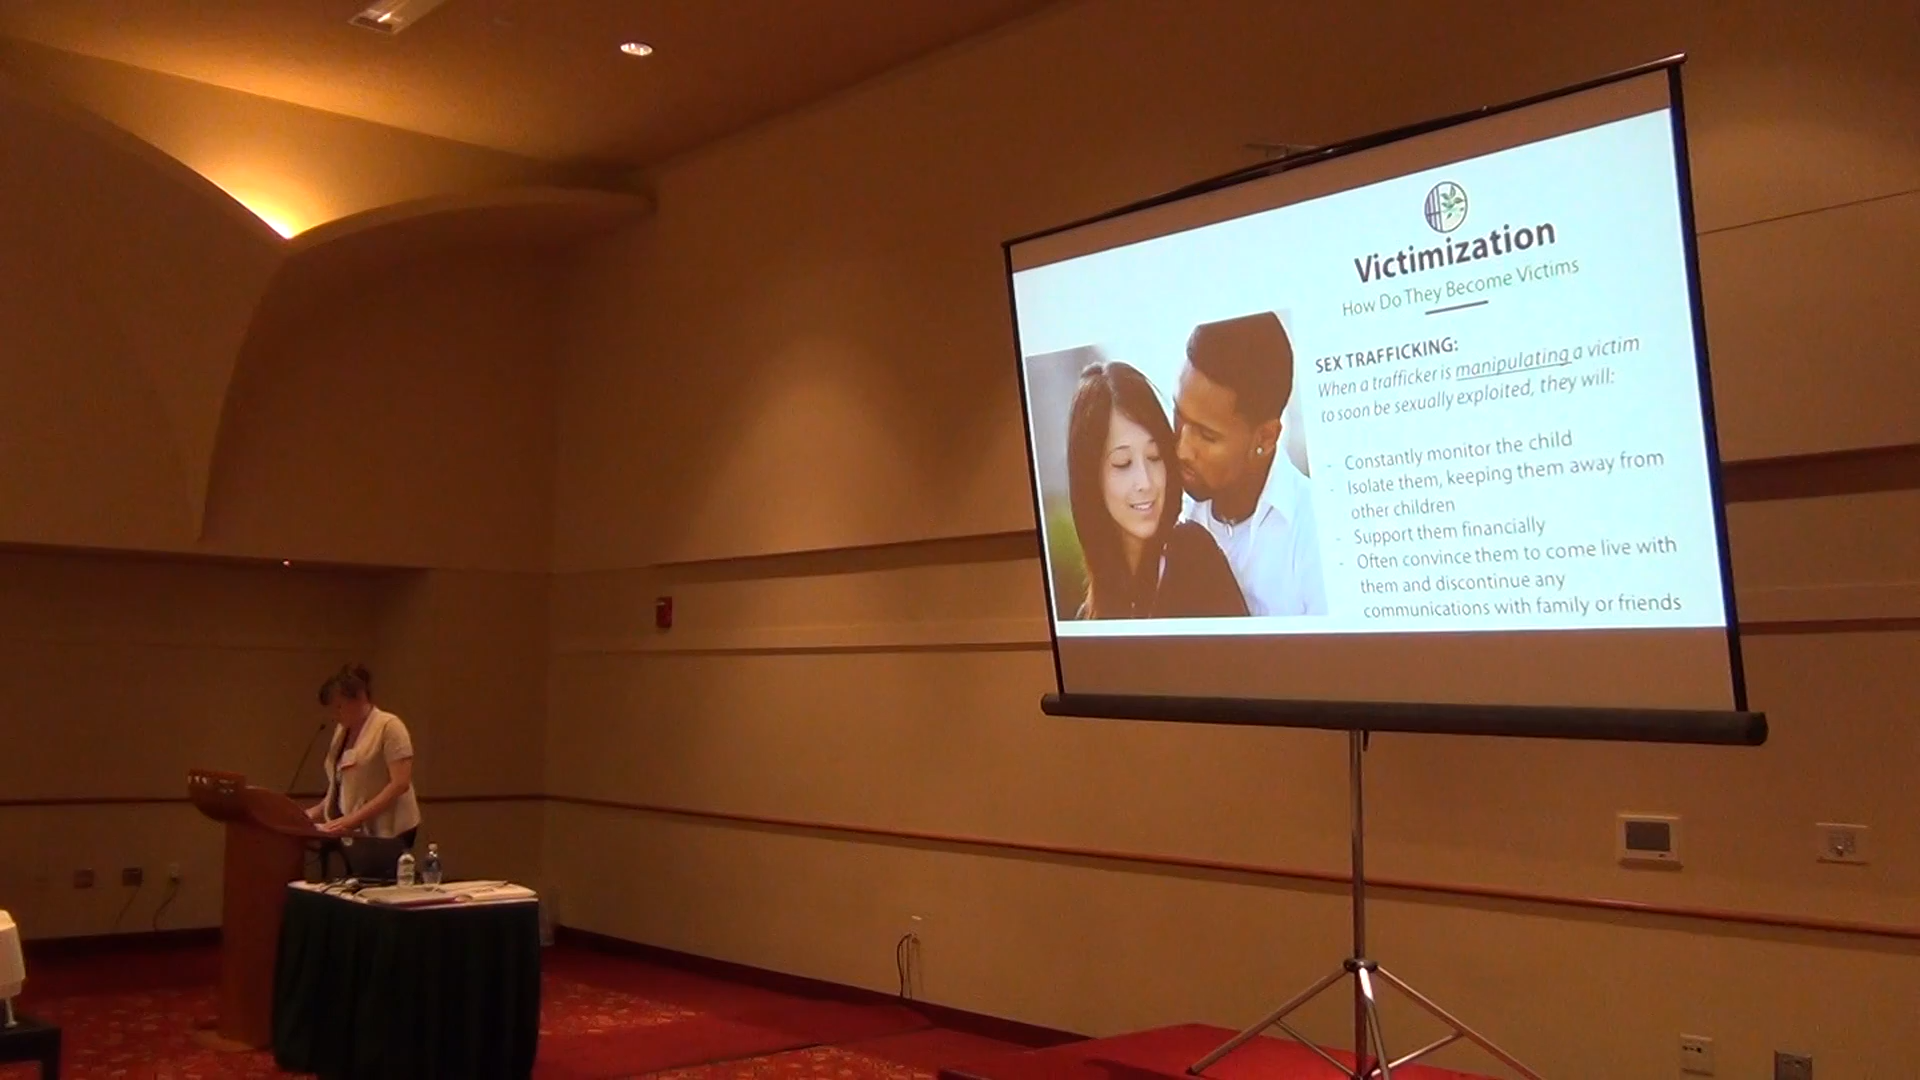 Victimization
How Do They Become Victims
SEX TRAFFICKING:
When a trafficker is manipulating a victim
to soon be sexually exploited, they will:
- Constantly monitor the child
- Isolate them, keeping them away from
other children
- Support them financially
- Often convince them to come live with
them and discontinue any
communications with family or friends